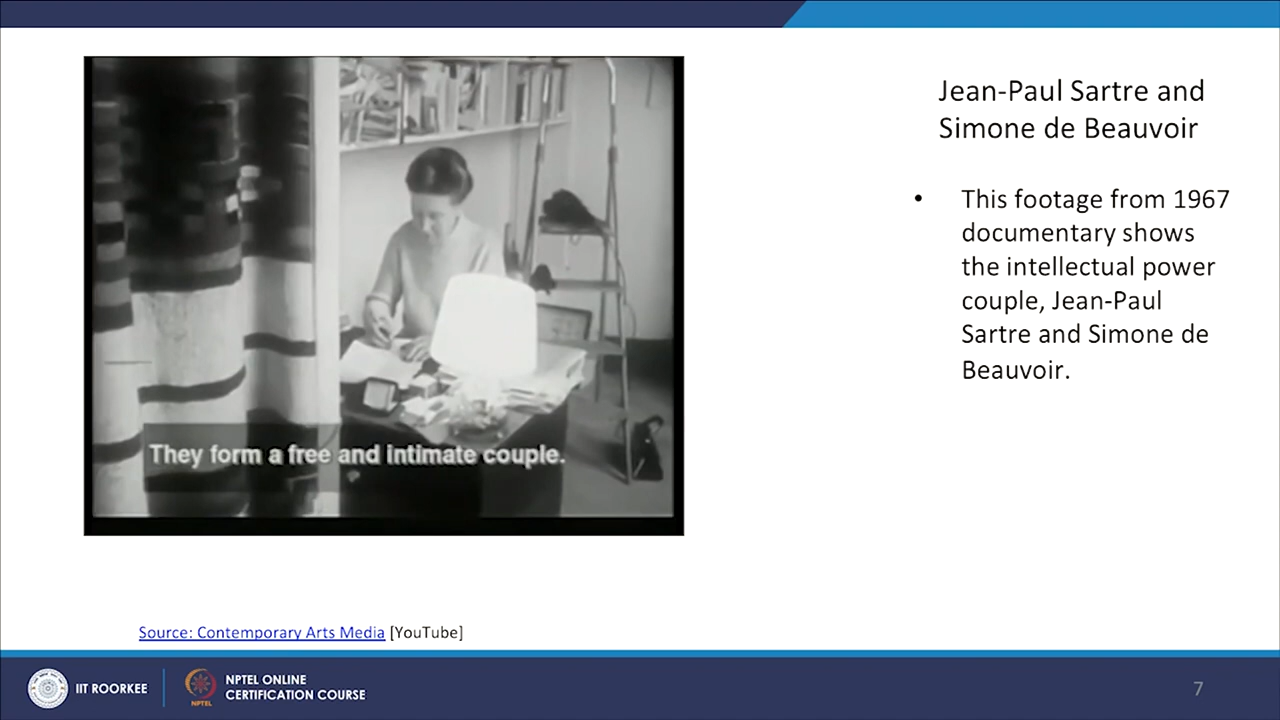 Jean-Paul Sartre and
Simone de Beauvoir
• This footage from 1967
documentary shows
the intellectual power
couple, Jean-Paul
Sartre and Simone de
Beauvoir.
They form a free and intimate couple.
Source: Contemporary Arts Media [YouTube]
IIT ROORKEE
NPTEL
NPTEL ONLINE
CERTIFICATION COURSE
7